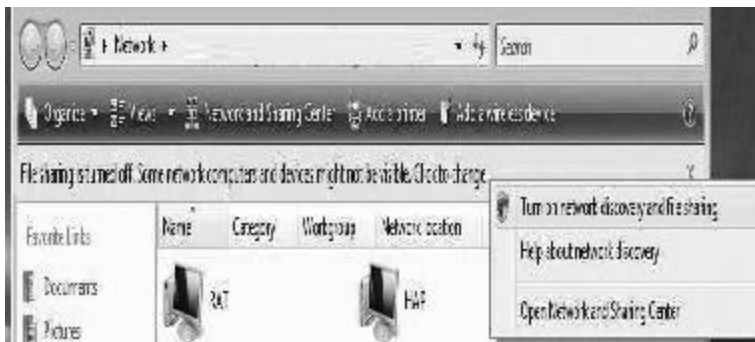 Network
Search
Organize Views Network and Sharing Center Add a printer Add a wireless device
File sharing is turned off. Some network computers and devices might not be visible. Click to change...
Turn on network discovery and file sharing
Favorite Links
Name Category Workgroup Network location
Help about network discovery
Documents
RAT
HAP
Open Network and Sharing Center
Pictures